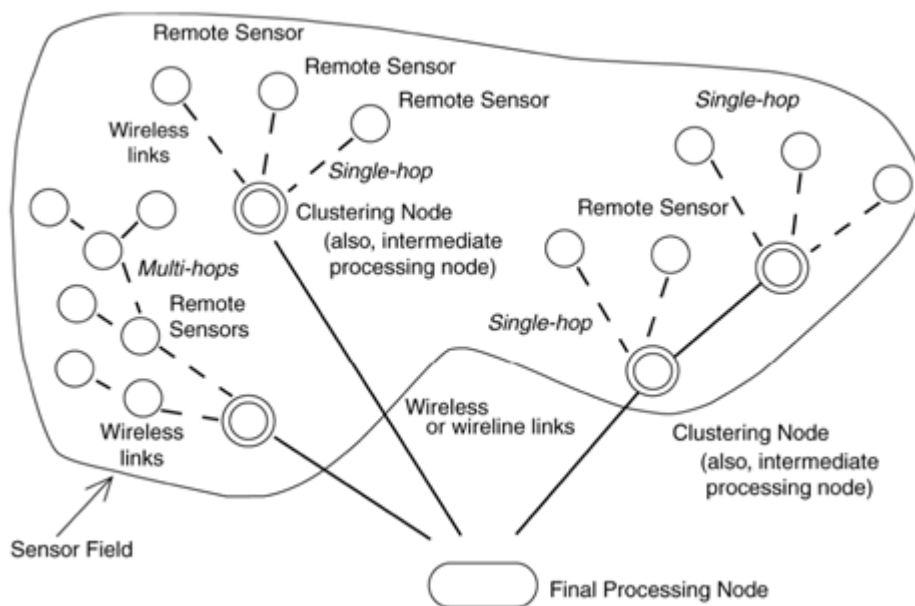 Remote Sensor
Remote Sensor
Remote Sensor
Single-hop
Wireless
links
Single-hop
Clustering Node
(also, intermediate
processing node)
Remote Sensor
Multi-hops
Remote
Sensors
Single-hop
Wireless
or wireline links
Wireless
links
Clustering Node
(also, intermediate
processing node)
Sensor Field
Final Processing Node